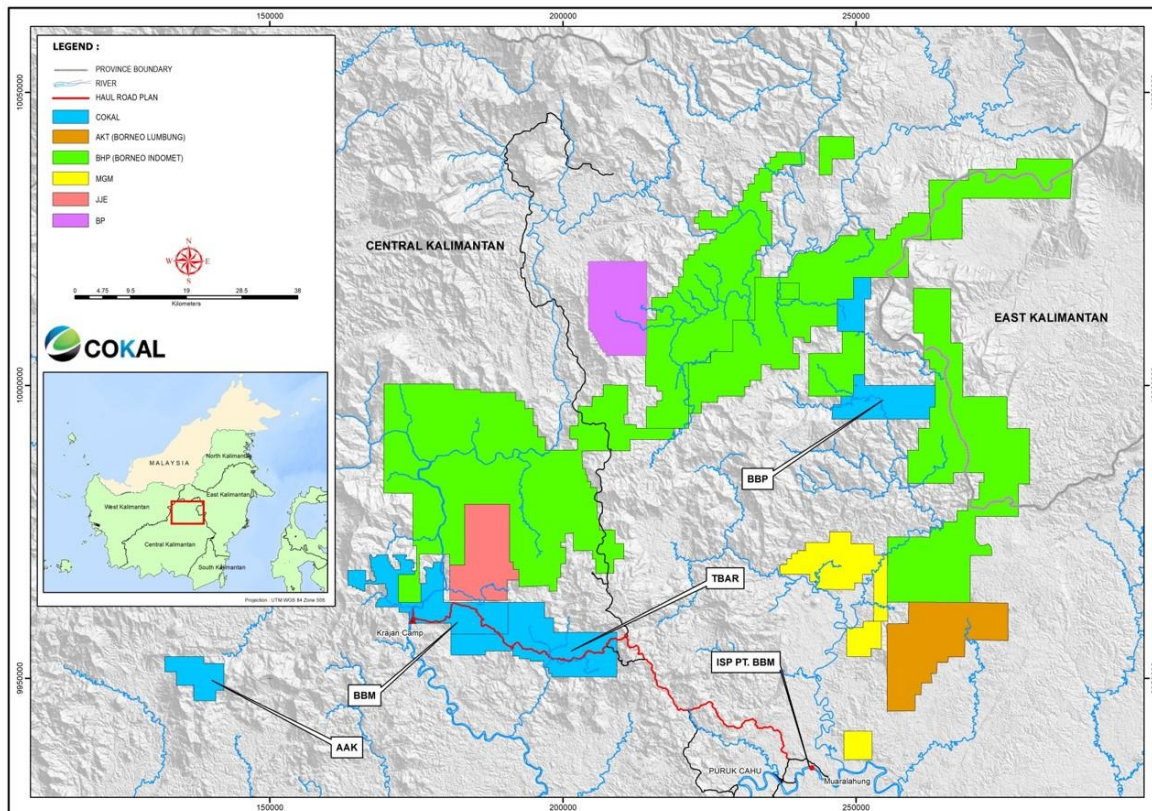 150000
200000
250000
10050000
10000000
9950000
LEGEND :
PROVINCE BOUNDARY
RIVER
HAUL ROAD PLAN
COKAL
AKT (BORNEO LUMBUNG)
BHP (BORNEO INDOMET)
MGM
JJE
BP
N
W E
S
0 4.75 9.5 19 28.5 38
Kilometers
COKAL
MALAYSIA
North Kalimantan
East Kalimantan
West Kalimantan
Central Kalimantan
South Kalimantan
Projection : UTM WGS 84 Zone 50S
CENTRAL KALIMANTAN
EAST KALIMANTAN
BBP
TBAR
Krajan Camp
BBM
ISP PT. BBM
AAK
PURUK CAHU
Muaralahung
150000
200000
250000